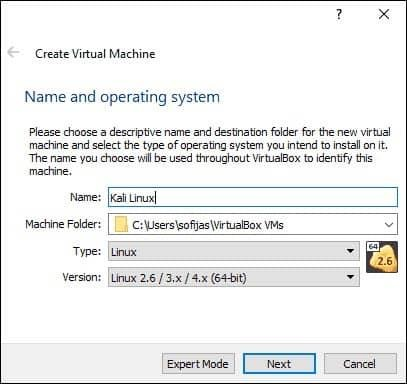 ?
Create Virtual Machine
Name and operating system
Please choose a descriptive name and destination folder for the new virtual
machine and select the type of operating system you intend to install on it.
The name you choose will be used throughout VirtualBox to identify this
machine.
Name: Kali Linux
Machine Folder: C:\Users\sofijas\VirtualBox VMs
Type: Linux
64
Version: Linux 2.6 / 3.x / 4.x (64-bit)
2.6
Expert Mode Next Cancel